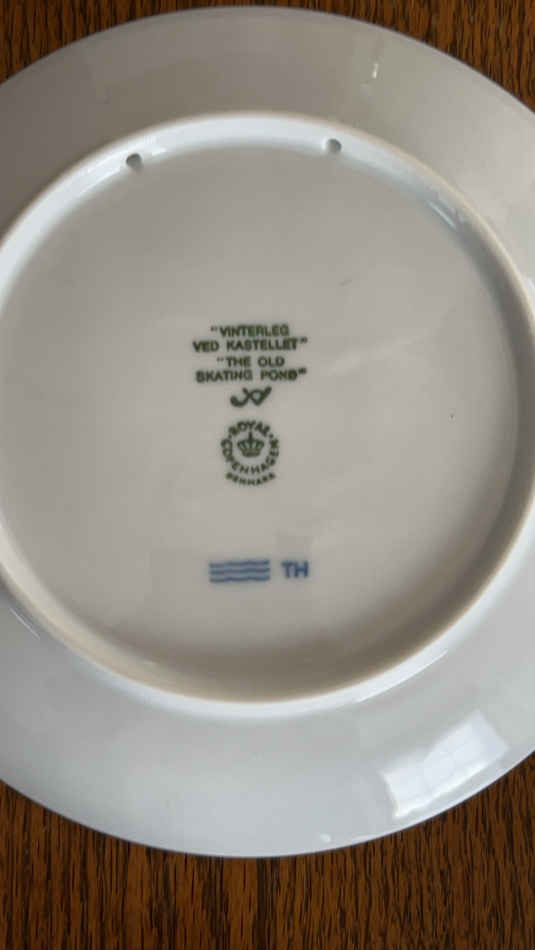 "VINTERLEG
VED KASTELLET"
"THE OLD
SKATING POND"
ROYAL
COPENHAGEN
DENMARK
TH